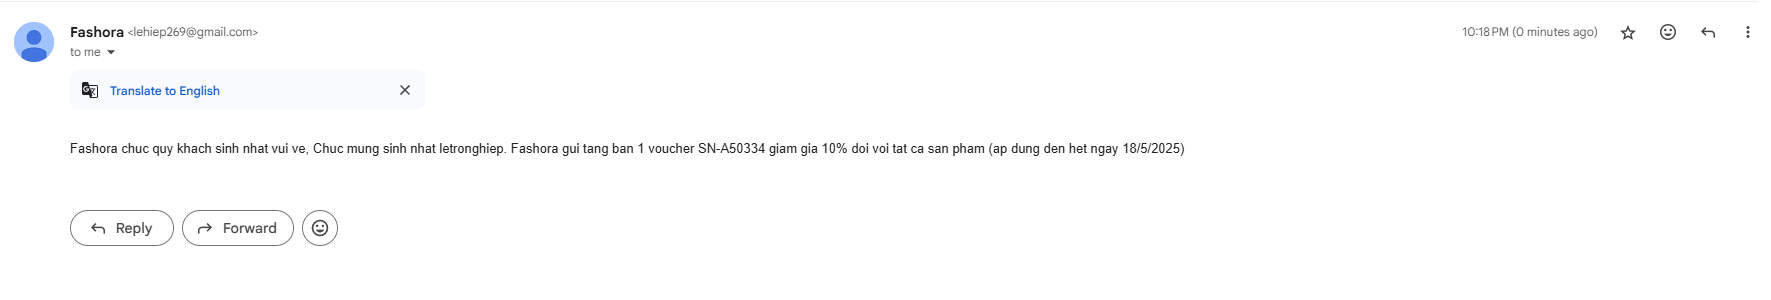 Fashora <lehiep269@gmail.com>
10:18 PM (0 minutes ago)
to me
Translate to English
Fashora chuc quy khach sinh nhat vui ve, Chuc mung sinh nhat letronghiep. Fashora gui tang ban 1 voucher SN-A50334 giam gia 10% doi voi tat ca san pham (ap dung den het ngay 18/5/2025)
Reply
Forward